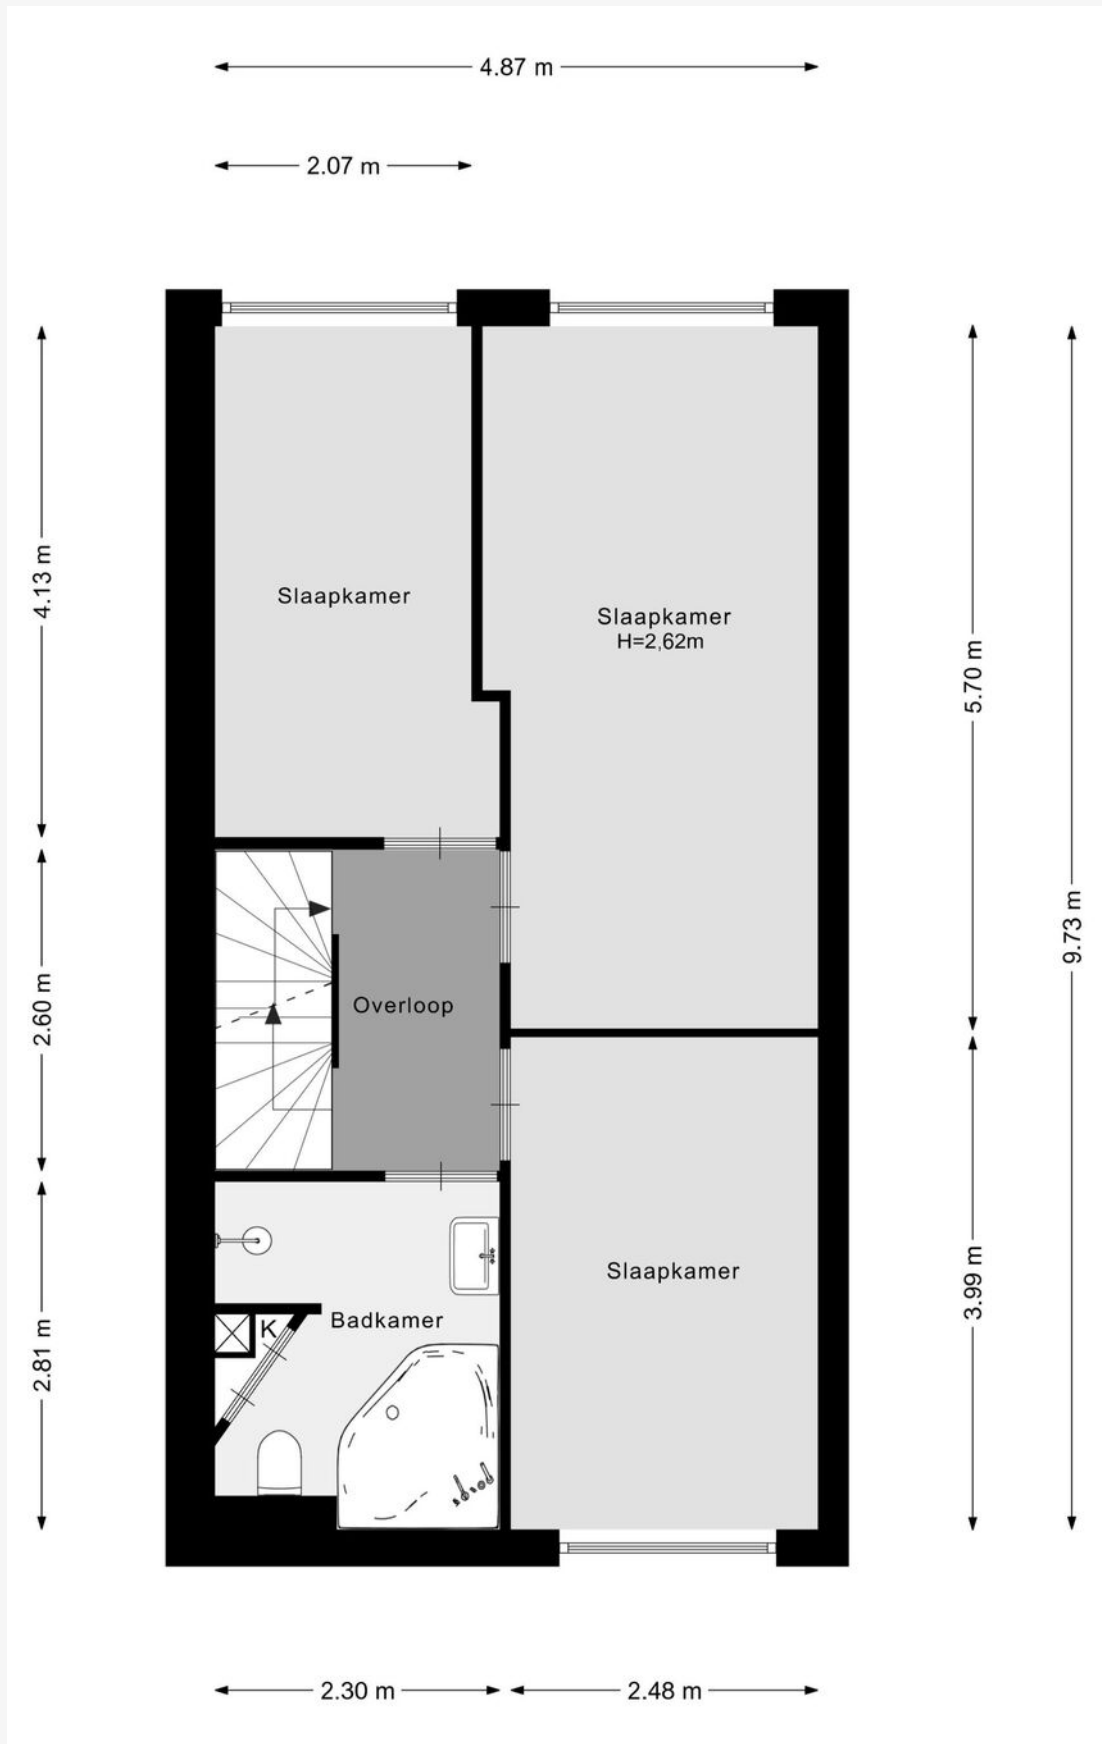 4.87 m
2.07 m
4.13 m
Slaapkamer
Slaapkamer
H=2,62m
5.70 m
9.73 m
2.60 m
Overloop
Slaapkamer
3.99 m
K
Badkamer
2.81 m
2.30 m
2.48 m